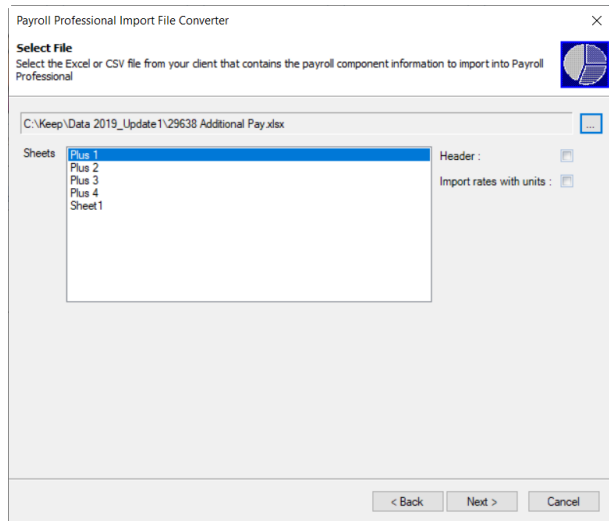 Payroll Professional Import File Converter
Select File
Select the Excel or CSV file from your client that contains the payroll component information to import into Payroll
Professional
C:\Keep\Data 2019_Update1\29638 Additional Pay.xlsx
...
Sheets
Plus 1
Plus 2
Plus 3
Plus 4
Sheet1
Header :
Import rates with units :
< Back
Next >
Cancel